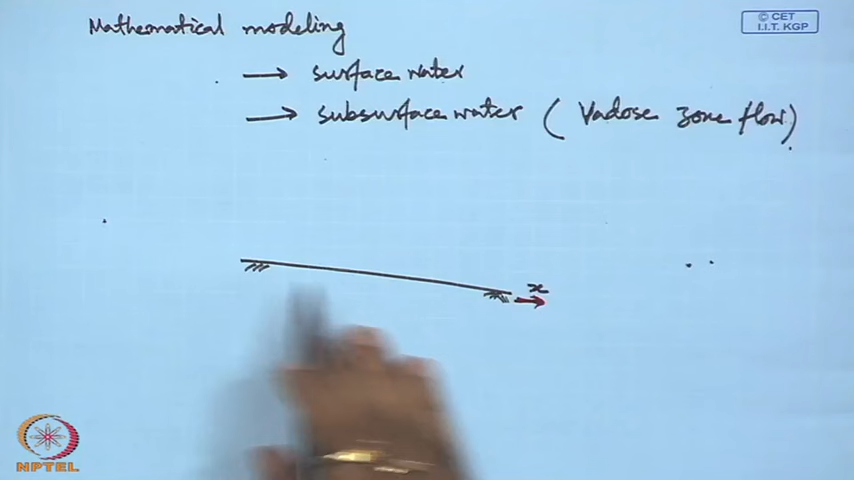 Mathematical modeling
© CET
I.I.T. KGP
→ surface water
→ subsurface water ( Vadose zone flow)
x
NPTEL